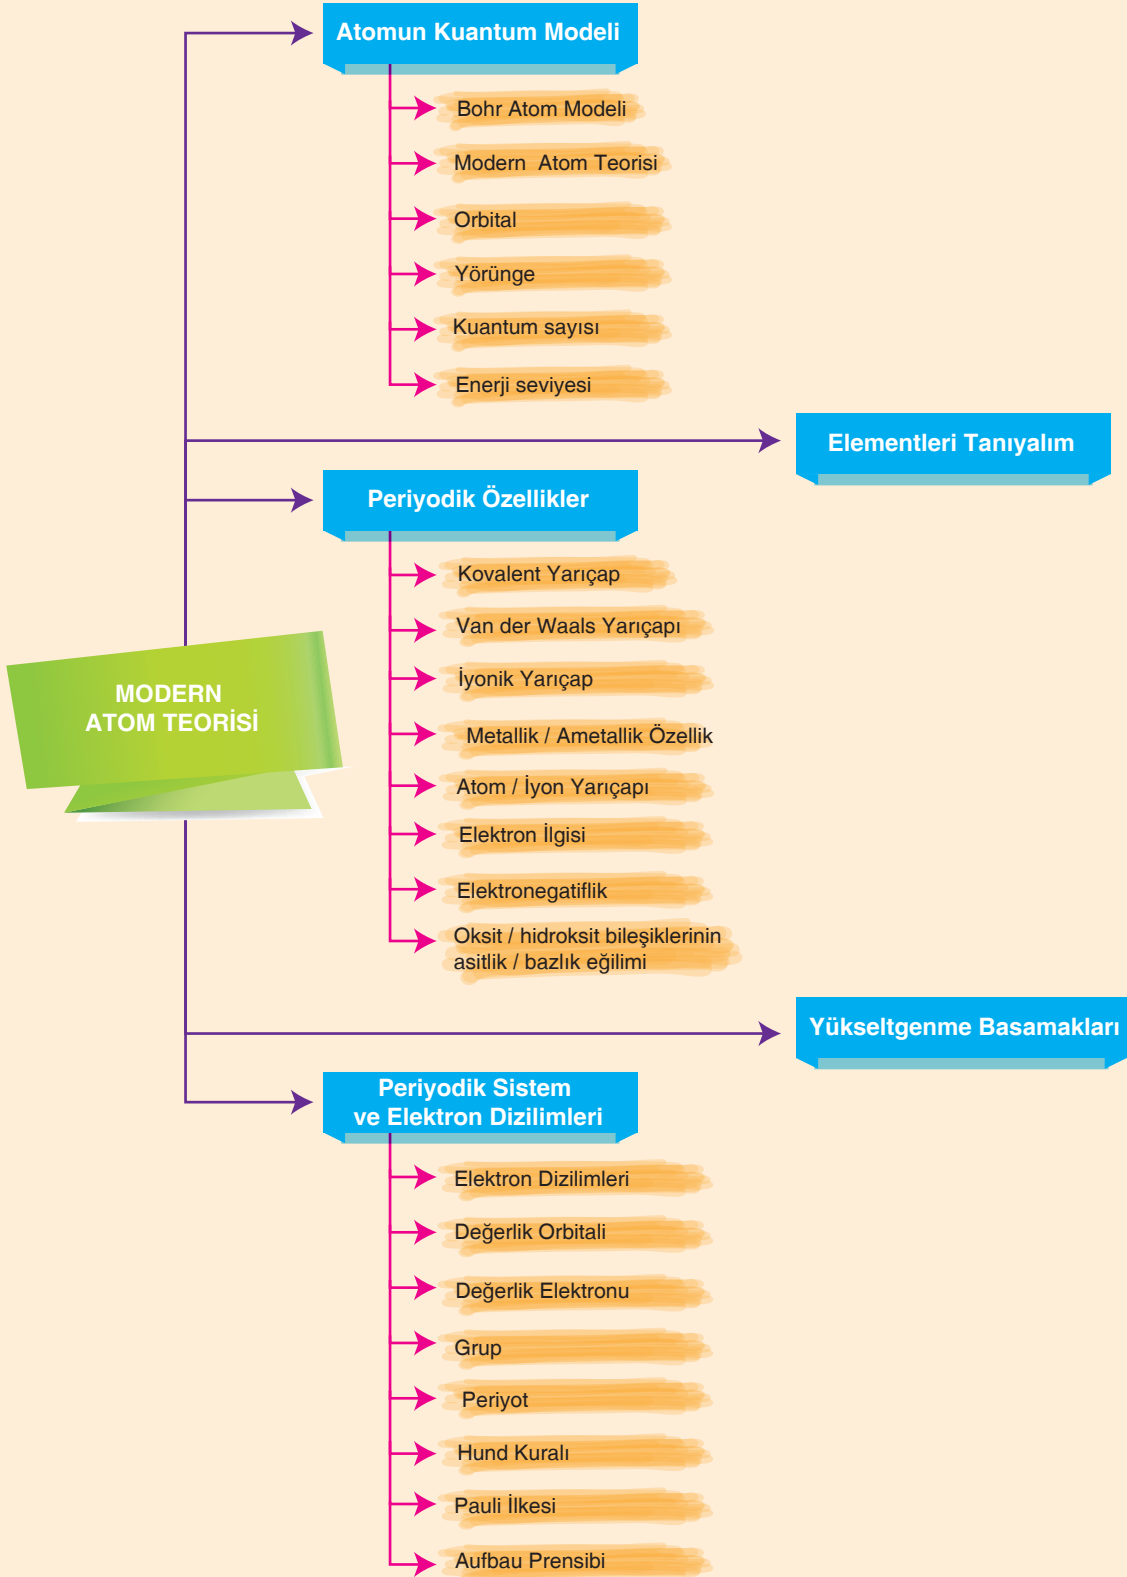 Atomun Kuantum Modeli
Bohr Atom Modeli
Modern Atom Teorisi
Orbital
Yörünge
Kuantum sayısı
Enerji seviyesi
Elementleri Tanıyalım
Periyodik Özellikler
Kovalent Yarıçap
Van der Waals Yarıçapı
İyonik Yarıçap
Metallik / Ametallik Özellik
Atom / İyon Yarıçapı
Elektron İlgisi
Elektronegatiflik
Oksit / hidroksit bileşiklerinin
asitlik / bazlık eğilimi
MODERN
ATOM TEORİSİ
Yükseltgenme Basamakları
Periyodik Sistem
ve Elektron Dizilimleri
Elektron Dizilimleri
Değerlik Orbitali
Değerlik Elektronu
Grup
Periyot
Hund Kuralı
Pauli İlkesi
Aufbau Prensibi